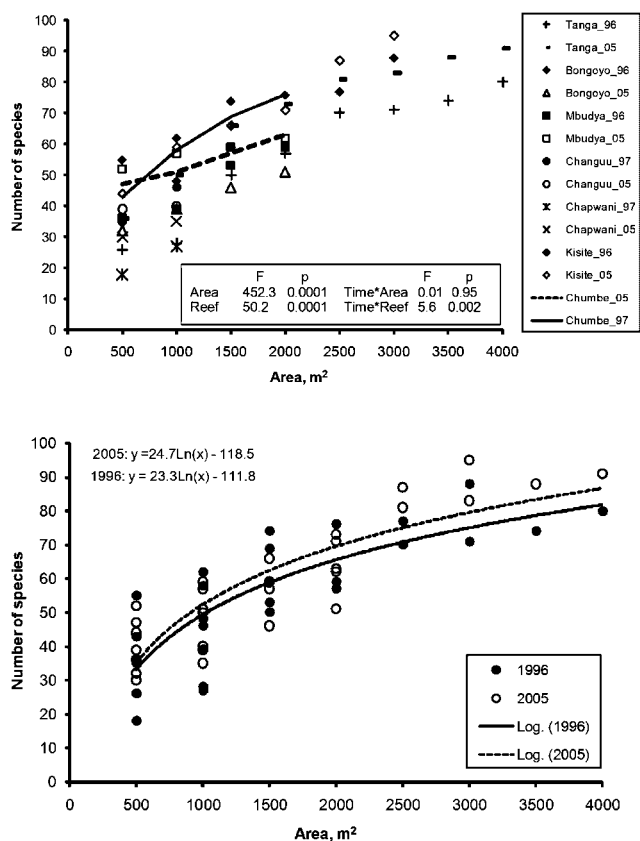 Number of species
100
90
80
70
60
50
40
30
20
10
0
0 500 1000 1500 2000 2500 3000 3500 4000
Area, m²
F p F p
Area 452.3 0.0001 Time*Area 0.01 0.95
Reef 50.2 0.0001 Time*Reef 5.6 0.002
Tanga_96
Tanga_05
Bongoyo_96
Bongoyo_05
Mbudya_96
Mbudya_05
Changuu_97
Changuu_05
Chapwani_97
Chapwani_05
Kisite_96
Kisite_05
Chumbe_05
Chumbe_97
Number of species
100
90
80
70
60
50
40
30
20
10
0
2005: y =24.7Ln(x) - 118.5
1996: y = 23.3Ln(x) - 111.8
1996
2005
Log. (1996)
Log. (2005)
0 500 1000 1500 2000 2500 3000 3500 4000
Area, m²